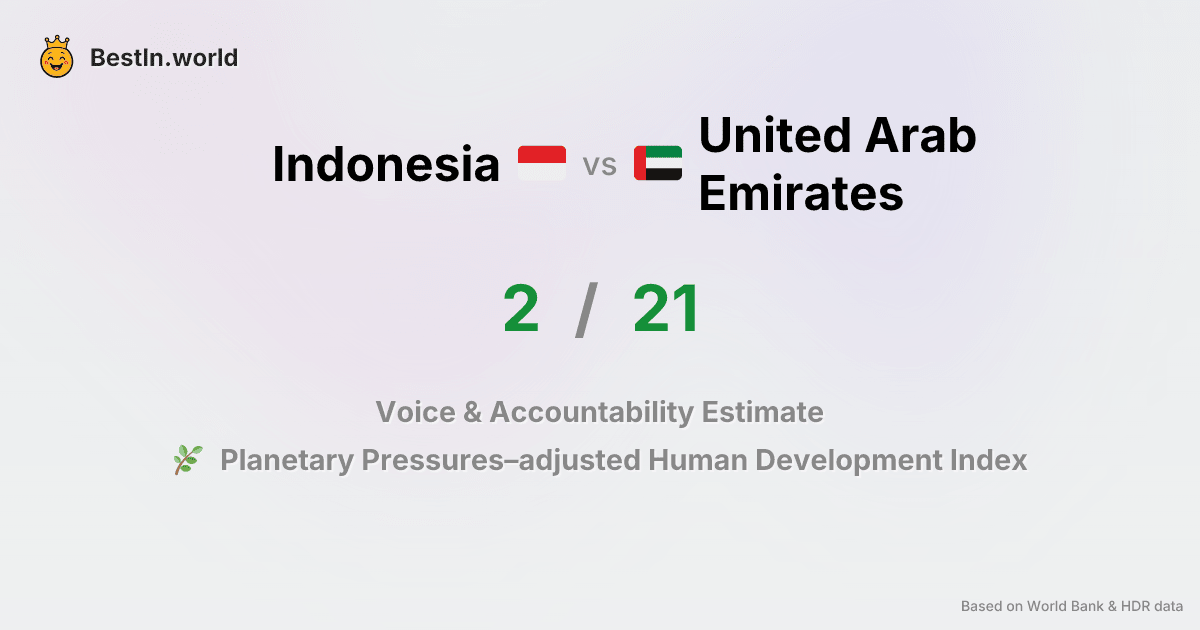 BestIn.world
Indonesia vs United Arab
Emirates
2 / 21
Voice & Accountability Estimate
Planetary Pressures–adjusted Human Development Index
Based on World Bank & HDR data